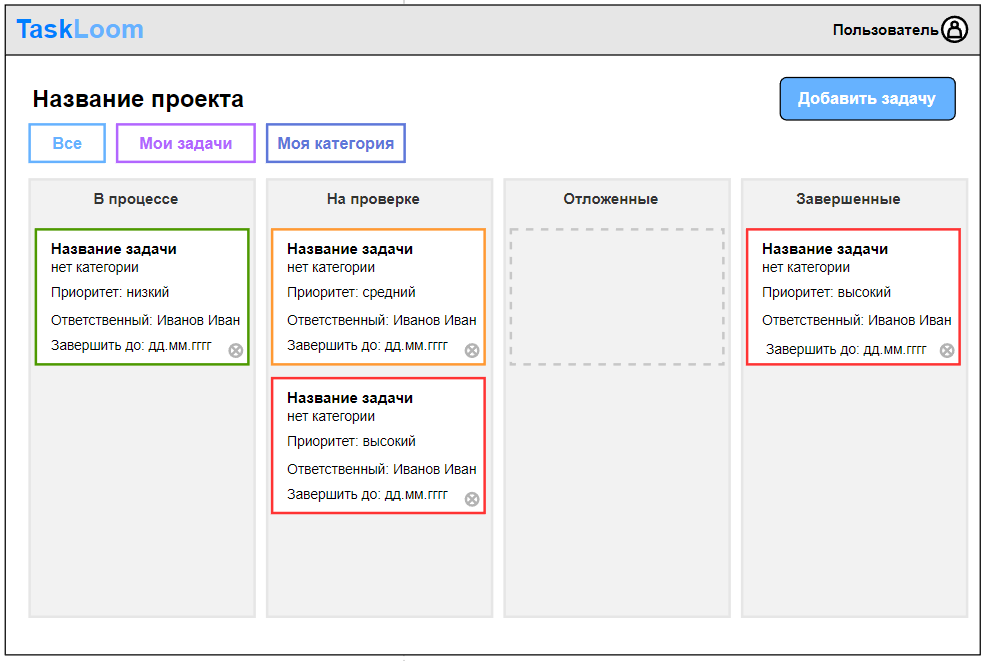 TaskLoom
Пользователь
Название проекта
Добавить задачу
Все
Мои задачи
Моя категория
В процессе
Название задачи
нет категории
Приоритет: низкий
Ответственный: Иванов Иван
Завершить до: дд.мм.гггг
На проверке
Название задачи
нет категории
Приоритет: средний
Ответственный: Иванов Иван
Завершить до: дд.мм.гггг
Название задачи
нет категории
Приоритет: высокий
Ответственный: Иванов Иван
Завершить до: дд.мм.гггг
Отложенные
Завершенные
Название задачи
нет категории
Приоритет: высокий
Ответственный: Иванов Иван
Завершить до: дд.мм.гггг